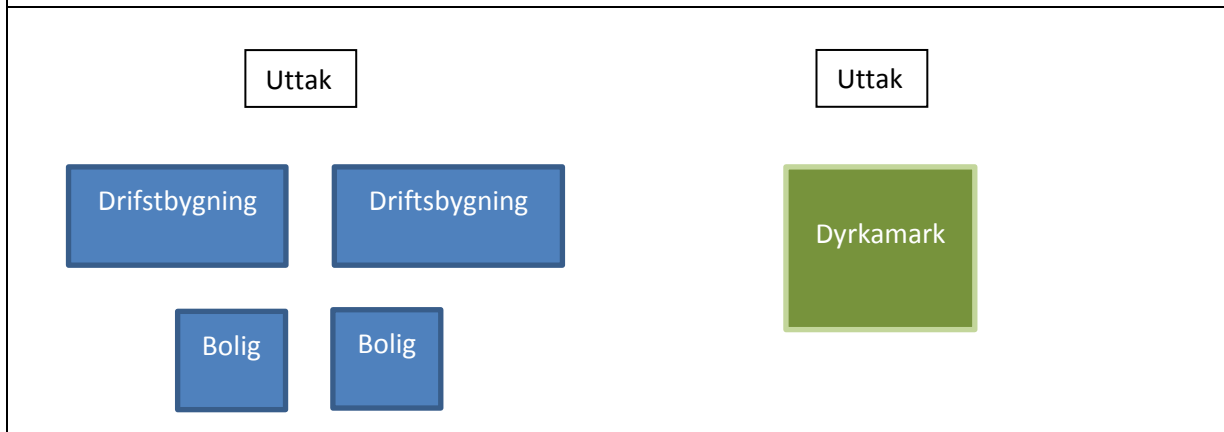 Uttak
Uttak
Drifstbygning
Driftsbygning
Dyrkamark
Bolig
Bolig